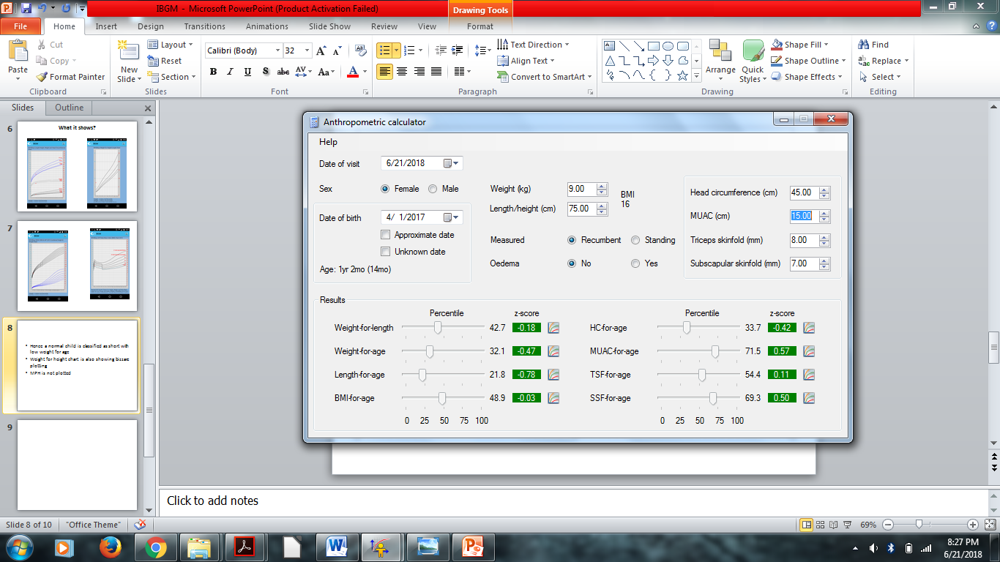 IBGM - Microsoft PowerPoint (Product Activation Failed)
Drawing Tools
File Home Insert Design Transitions Animations Slide Show Review View Format
Paste
Cut
Copy
Format Painter
Clipboard
New Slide
Layout
Reset
Section
Slides
Calibri (Body) 32
B I U S abc AV Aa A
Font
Text Direction
Align Text
Convert to SmartArt
Paragraph
Arrange
Quick Styles
Shape Fill
Shape Outline
Shape Effects
Drawing
Find
Replace
Select
Editing
Slides Outline
6
What it shows?
7
8
Hence a normal child is classified as short with
low weight for age
Weight for height chart is also showing bizzare
plotting
MPH is not plotted
9
Anthropometric calculator
Help
Date of visit 6/21/2018
Sex Female Male
Date of birth 4/ 1/2017
Approximate date
Unknown date
Age: 1yr 2mo (14mo)
Weight (kg) 9.00
Length/height (cm) 75.00
BMI
16
Measured Recumbent Standing
Oedema No Yes
Head circumference (cm) 45.00
MUAC (cm) 15.00
Triceps skinfold (mm) 8.00
Subscapular skinfold (mm) 7.00
Results
Percentile z-score
Weight-for-length 42.7 -0.18
Weight-for-age 32.1 -0.47
Length-for-age 21.8 -0.78
BMI-for-age 48.9 -0.03
0 25 50 75 100
Percentile z-score
HC-for-age 33.7 -0.42
MUAC-for-age 71.5 0.57
TSF-for-age 54.4 0.11
SSF-for-age 69.3 0.50
0 25 50 75 100
Click to add notes
Slide 8 of 10 "Office Theme" 69%
8:27 PM
6/21/2018